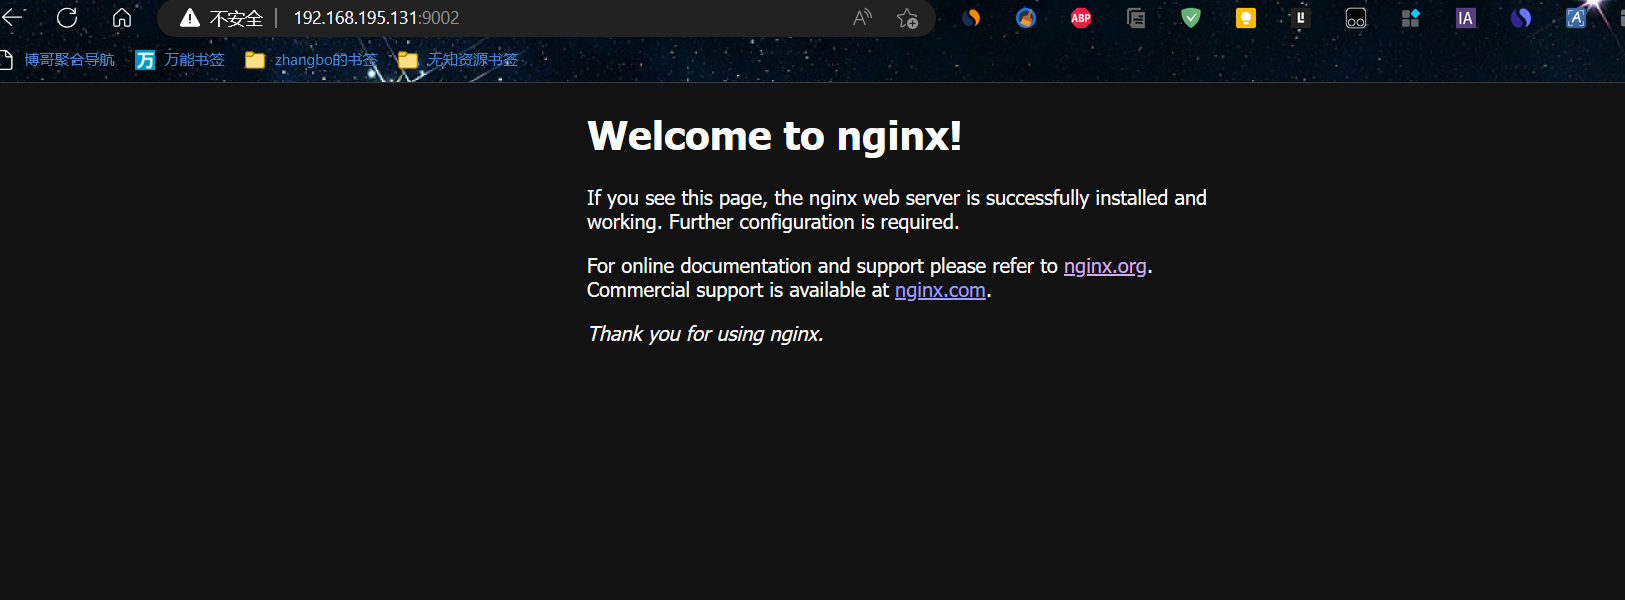 不安全 | 192.168.195.131:9002
ABP
IA
博哥聚合导航 万 万能书签 zhangbo的书签 无知资源书签
Welcome to nginx!
If you see this page, the nginx web server is successfully installed and
working. Further configuration is required.
For online documentation and support please refer to nginx.org.
Commercial support is available at nginx.com.
Thank you for using nginx.